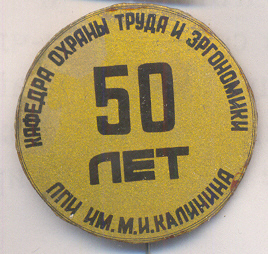 КАФЕДРА ОХРАНЫ ТРУДА И ЭРГОНОМИКИ
50
ЛЕТ
ЛПИ ИМ. М.И. КАЛИНИНА